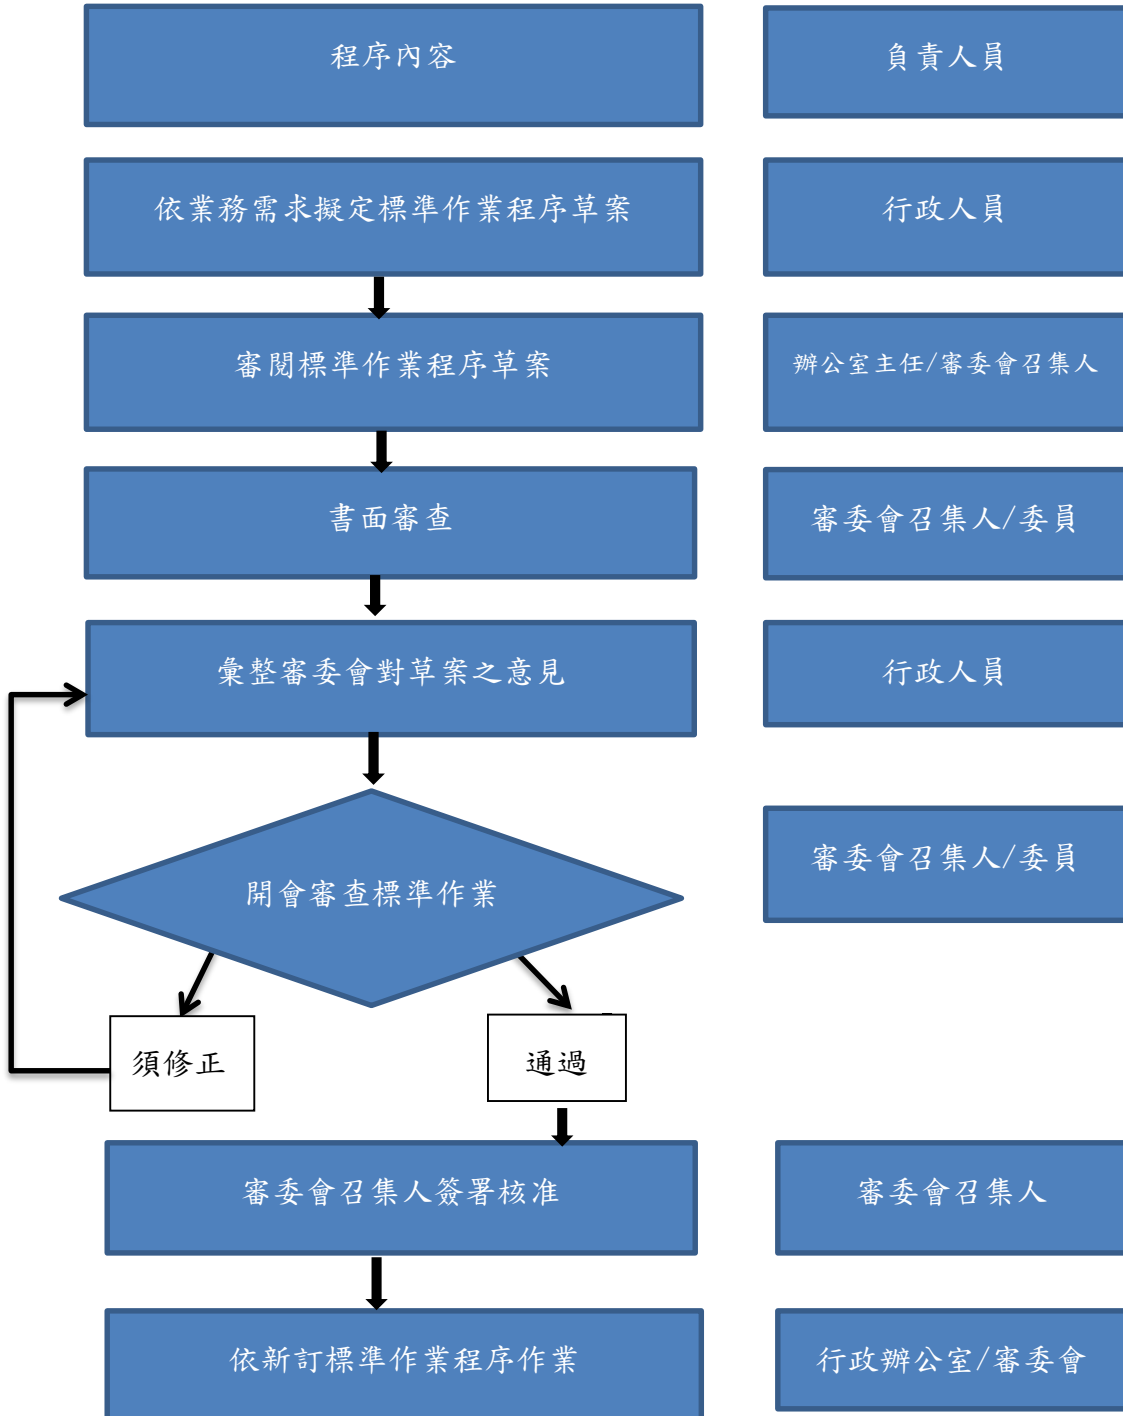 程序內容
負責人員
依業務需求擬定標準作業程序草案
行政人員
審閱標準作業程序草案
辦公室主任/審委會召集人
書面審查
審委會召集人/委員
彙整審委會對草案之意見
行政人員
開會審查標準作業
審委會召集人/委員
須修正
通過
審委會召集人簽署核准
審委會召集人
依新訂標準作業程序作業
行政辦公室/審委會